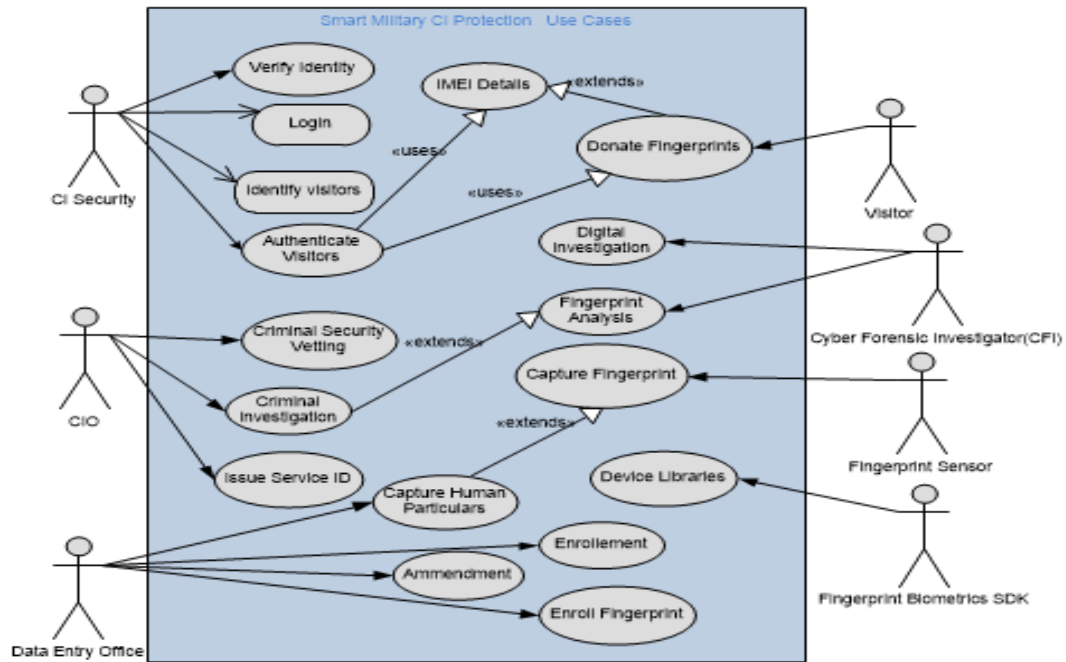 Smart Military CI Protection Use Cases
Verify Identity
IMEI Details
«extends»
Login
Donate Fingerprints
«uses»
CI Security
Identify visitors
«uses»
Visitor
Authenticate
Visitors
Digital
Investigation
Fingerprint
Analysis
Criminal Security
Vetting
«extends»
Cyber Forensic Investigator(CFI)
Capture Fingerprint
CIO
Criminal
Investigation
«extends»
Fingerprint Sensor
Issue Service ID
Device Libraries
Capture Human
Particulars
Enrollement
Ammendment
Fingerprint Biometrics SDK
Enroll Fingerprint
Data Entry Office